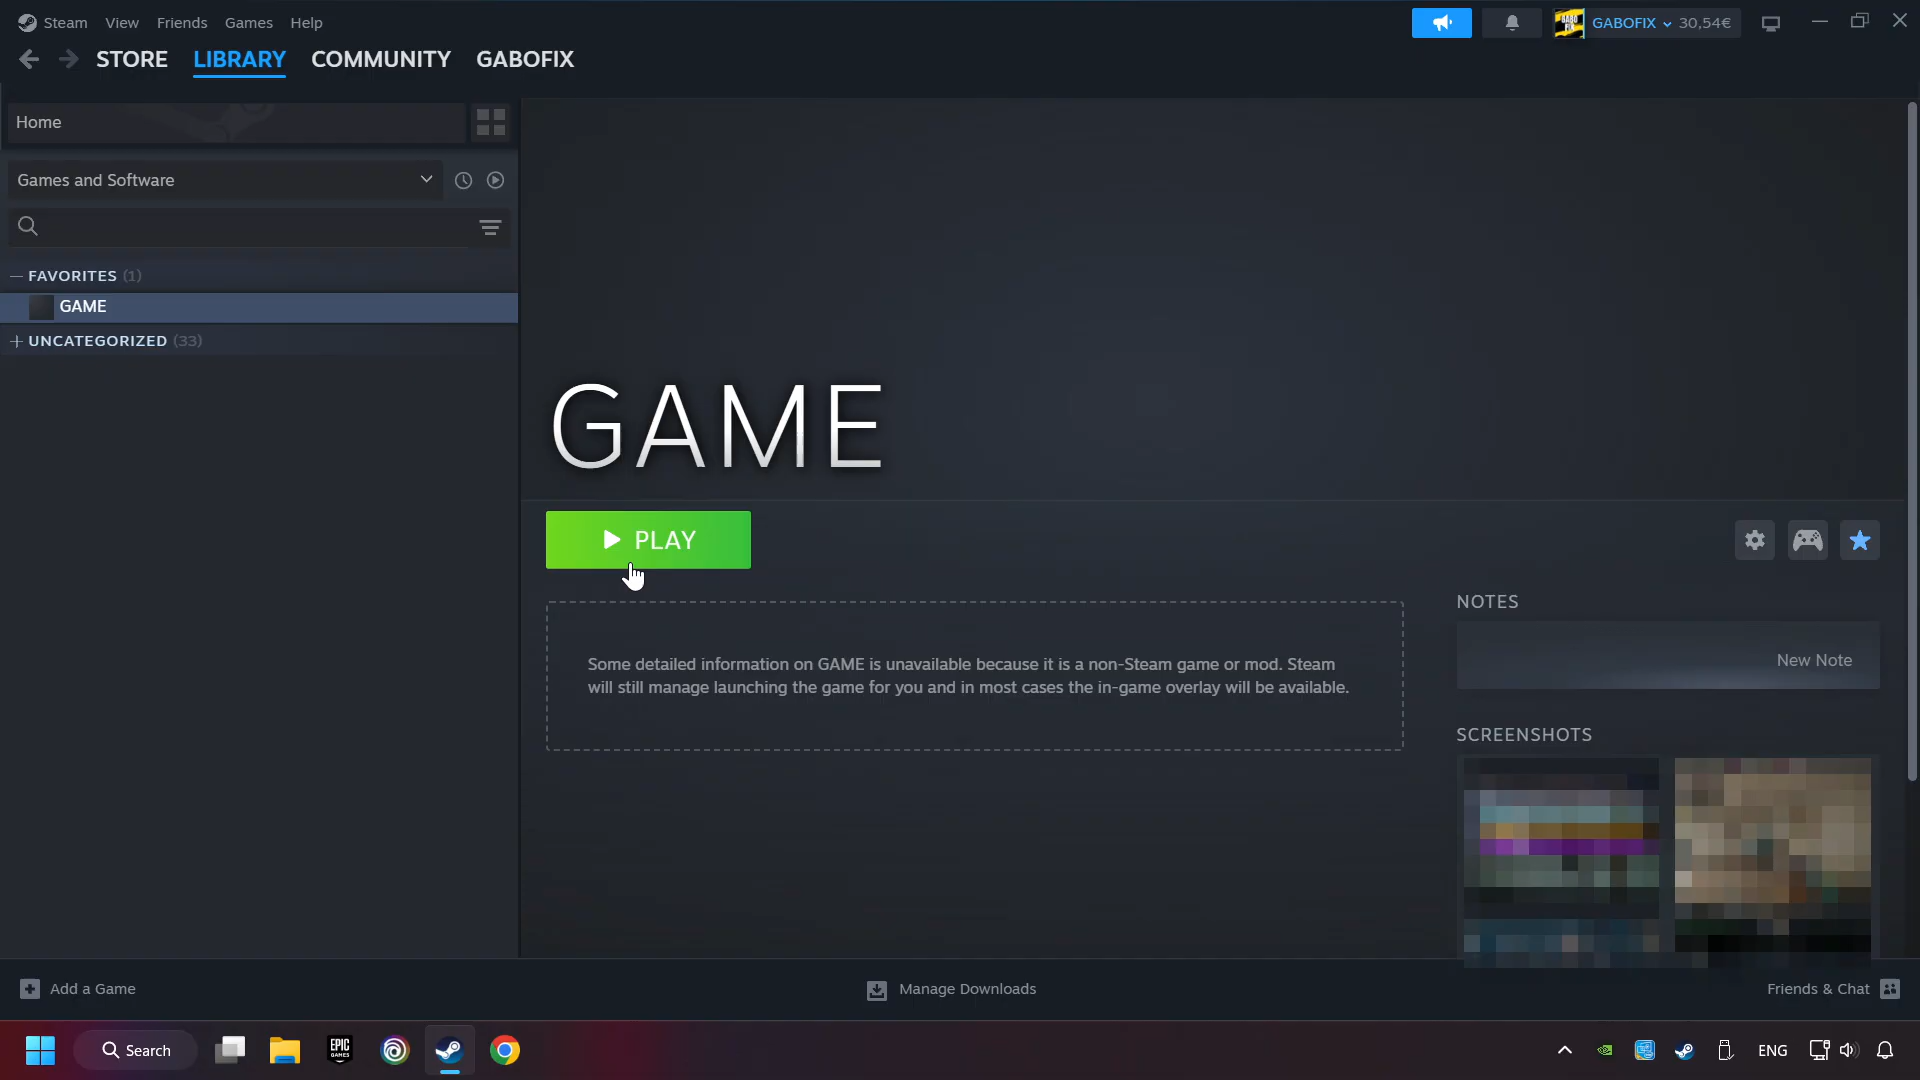 Steam View Friends Games Help
GABOFIX 30,54€
STORE LIBRARY COMMUNITY GABOFIX
Home
Games and Software
— FAVORITES (1)
GAME
+ UNCATEGORIZED (33)
GAME
PLAY
Some detailed information on GAME is unavailable because it is a non-Steam game or mod. Steam
will still manage launching the game for you and in most cases the in-game overlay will be available.
NOTES
New Note
SCREENSHOTS
Add a Game
Manage Downloads
Friends & Chat
Search
EPIC
GAMES
ENG